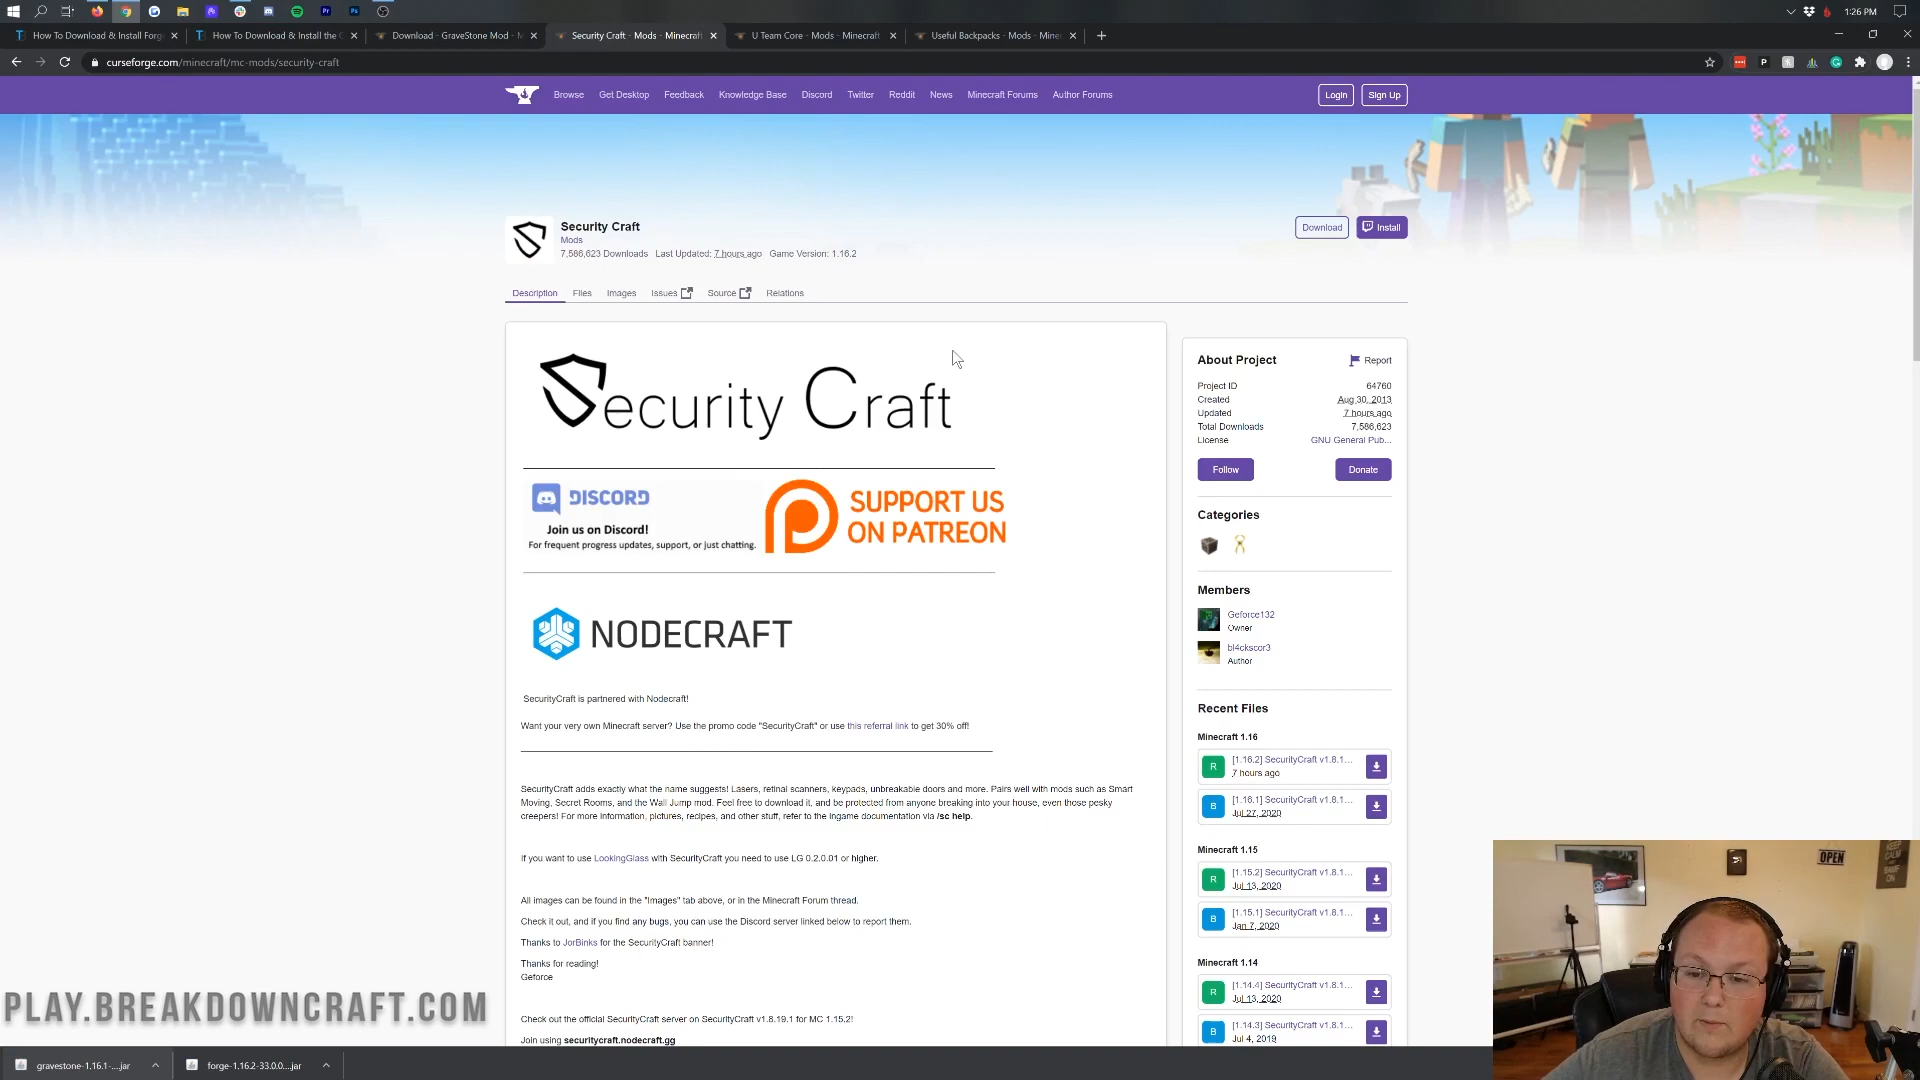 1:26 PM
How To Download & Install Forge
How To Download & Install the G
Download - GraveStone Mod - M
Security Craft - Mods - Minecraft
U Team Core - Mods - Minecraft
Useful Backpacks - Mods - Mine
curseforge.com/minecraft/mc-mods/security-craft
Browse Get Desktop Feedback Knowledge Base Discord Twitter Reddit News Minecraft Forums Author Forums Login Sign Up
Security Craft
Mods
7,586,623 Downloads Last Updated: 7 hours ago Game Version: 1.16.2
Download Install
Description Files Images Issues Source Relations
Security Craft
DISCORD
Join us on Discord!
For frequent progress updates, support, or just chatting.
SUPPORT US
ON PATREON
NODECRAFT
SecurityCraft is partnered with Nodecraft!
Want your very own Minecraft server? Use the promo code "SecurityCraft" or use this referral link to get 30% off!
SecurityCraft adds exactly what the name suggests! Lasers, retinal scanners, keypads, unbreakable doors and more. Pairs well with mods such as Smart
Moving, Secret Rooms, and the Wall Jump mod. Feel free to download it, and be protected from anyone breaking into your house, even those pesky
creepers! For more information, pictures, recipes, and other stuff, refer to the ingame documentation via /sc help.
If you want to use LookingGlass with SecurityCraft you need to use LG 0.2.0.01 or higher.
All images can be found in the "Images" tab above, or in the Minecraft Forum thread.
Check it out, and if you find any bugs, you can use the Discord server linked below to report them.
Thanks to JorBinks for the SecurityCraft banner!
Thanks for reading!
Geforce
Check out the official SecurityCraft server on SecurityCraft v1.8.19.1 for MC 1.15.2!
Join using securitycraft.nodecraft.gg
About Project Report
Project ID 64760
Created Aug 30, 2013
Updated 7 hours ago
Total Downloads 7,586,623
License GNU General Pub...
Follow Donate
Categories
Members
Geforce132
Owner
bl4ckscor3
Author
Recent Files
Minecraft 1.16
R [1.16.2] SecurityCraft v1.8.1...
7 hours ago
B [1.16.1] SecurityCraft v1.8.1...
Jul 27, 2020
Minecraft 1.15
R [1.15.2] SecurityCraft v1.8.1...
Jul 13, 2020
B [1.15.1] SecurityCraft v1.8.1...
Jan 7, 2020
Minecraft 1.14
R [1.14.4] SecurityCraft v1.8.1...
Jul 13, 2020
B [1.14.3] SecurityCraft v1.8.1...
Jul 4, 2019
OPEN
KEEP
CALM
AND
BAMF
ON
PLAY.BREAKDOWNCRAFT.COM
gravestone-1.16.1-....jar
forge-1.16.2-33.0.0....jar